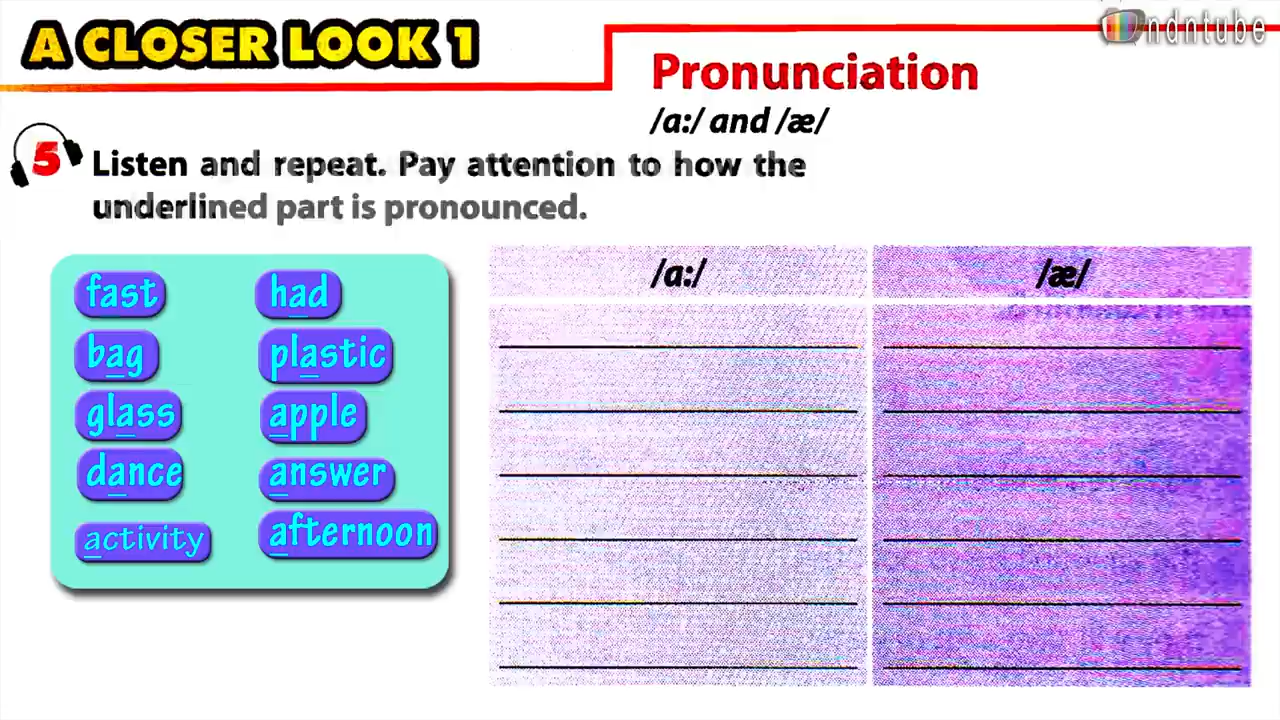 A CLOSER LOOK 1
ndntube
Pronunciation
/ɑ:/ and /æ/
5 Listen and repeat. Pay attention to how the
underlined part is pronounced.
fast
had
bag
plastic
glass
apple
dance
answer
activity
afternoon
/ɑ:/
/æ/